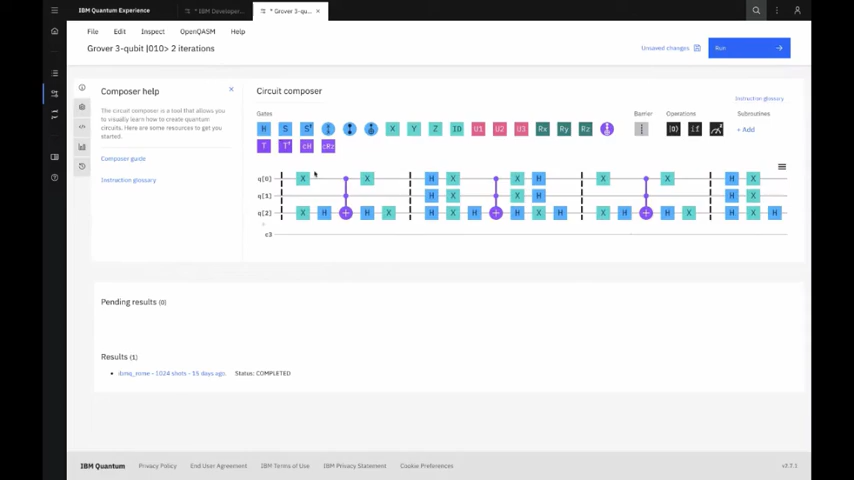 IBM Quantum Experience
* IBM Developer...
* Grover 3-qu... ×
File Edit Inspect OpenQASM Help
Grover 3-qubit |010> 2 iterations
Unsaved changes
Run →
Composer help ×
The circuit composer is a tool that allows you
to visually learn how to create quantum
circuits. Here are some resources to get you
started.
Composer guide
Instruction glossary
Circuit composer
Instruction glossary
Gates Barrier Operations Subroutines
H S S† X Y Z ID U1 U2 U3 Rx Ry Rz |0⟩ if + Add
T T† cH cRz
q[0] X X H X X H X X H X
q[1] H X X H H X
q[2] X H H X H X H H X H X H H X H X H
c3
Pending results (0)
Results (1)
- 1024 shots - 15 days ago. Status: COMPLETED
IBM Quantum Privacy Policy End User Agreement IBM Terms of Use IBM Privacy Statement Cookie Preferences
v2.7.1